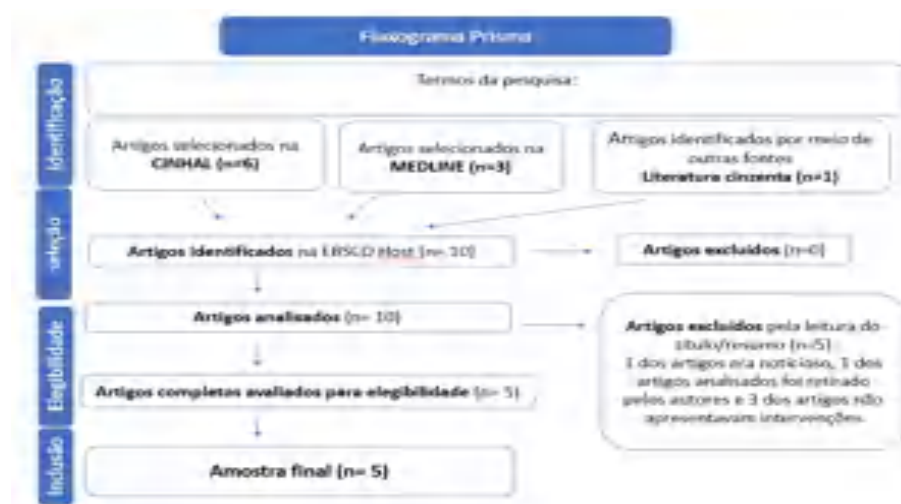 Fluxograma Prisma
Identificação
Termos da pesquisa:
Artigos selecionados na
CINHAL (n=6)
Artigos selecionados na
MEDLINE (n=3)
Artigos identificados por meio de
outras fontes
Literatura cinzenta (n=1)
seleção
Artigos identificados na EBSCO Host (n= 10)
Artigos excluídos (n=0)
Elegibilidade
Artigos analisados (n= 10)
Artigos excluídos pela leitura do
título/resumo (n=5)
1 dos artigos era noticioso, 1 dos
artigos analisados foi retirado
pelos autores e 3 dos artigos não
apresentavam intervenções.
Artigos completos avaliados para elegibilidade (n= 5)
Inclusão
Amostra final (n= 5)